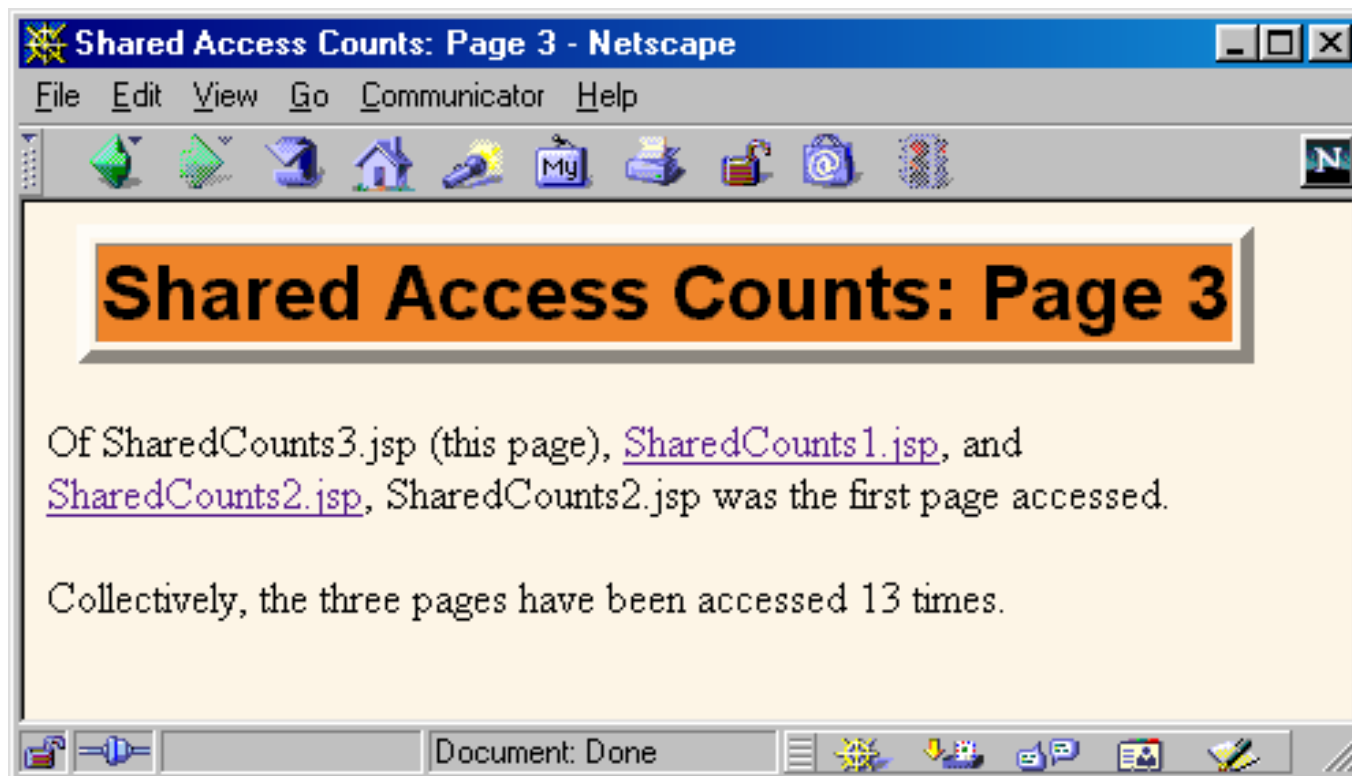 Shared Access Counts: Page 3 - Netscape
File Edit View Go Communicator Help
My
N
Shared Access Counts: Page 3
Of SharedCounts3.jsp (this page), SharedCounts1.jsp, and
SharedCounts2.jsp, SharedCounts2.jsp was the first page accessed.
Collectively, the three pages have been accessed 13 times.
Document: Done